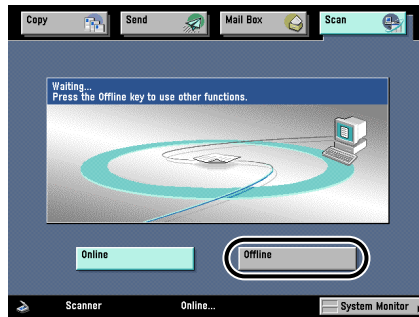 Copy
Send
Mail Box
Scan
Waiting...
Press the Offline key to use other functions.
Online
Offline
Scanner
Online...
System Monitor